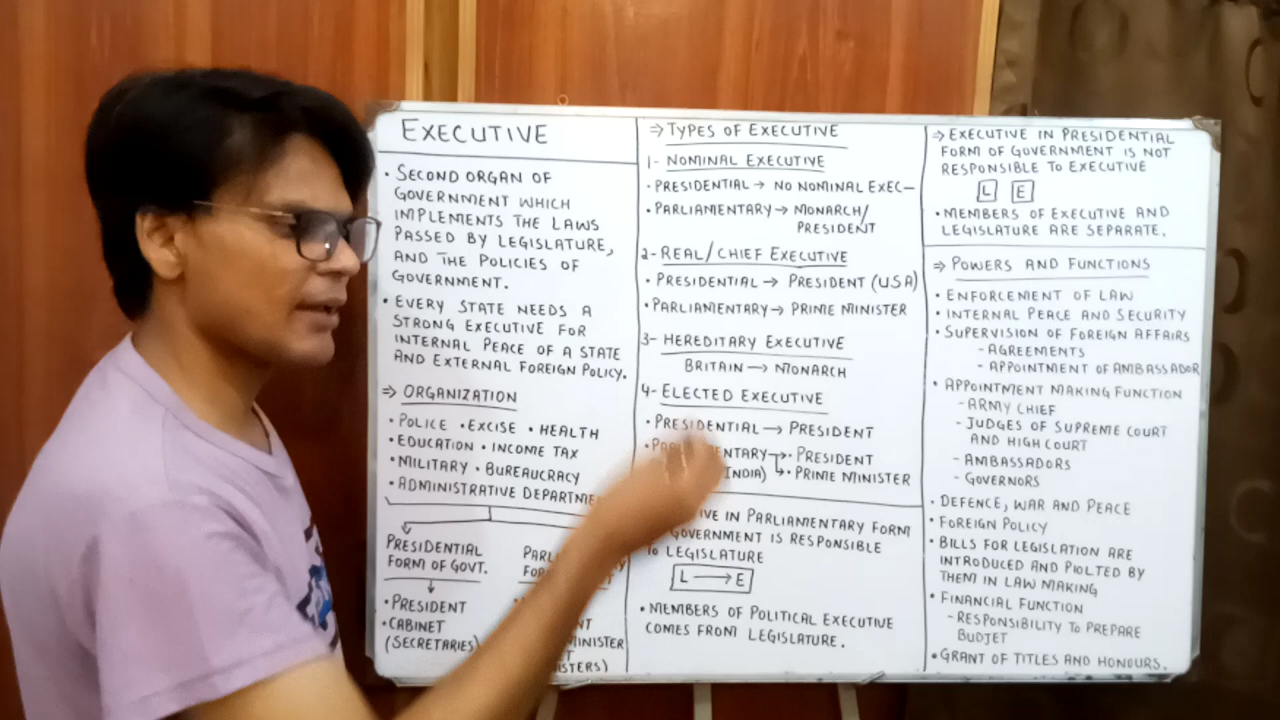 EXECUTIVE
• SECOND ORGAN OF
GOVERNMENT WHICH
IMPLEMENTS THE LAWS
PASSED BY LEGISLATURE,
AND THE POLICIES OF
GOVERNMENT.
• EVERY STATE NEEDS A
STRONG EXECUTIVE FOR
INTERNAL PEACE OF A STATE
AND EXTERNAL FOREIGN POLICY.
⇒ ORGANIZATION
• POLICE • EXCISE • HEALTH
• EDUCATION • INCOME TAX
• MILITARY • BUREAUCRACY
• ADMINISTRATIVE
PRESIDENTIAL
FORM OF GOVT.
• PRESIDENT
• CABINET
(SECRETARIES)
⇒ TYPES OF EXECUTIVE
1- NOMINAL EXECUTIVE
• PRESIDENTIAL → NO NOMINAL EXEC-
• PARLIAMENTARY → MONARCH/
PRESIDENT
2- REAL/CHIEF EXECUTIVE
• PRESIDENTIAL → PRESIDENT (USA)
• PARLIAMENTARY → PRIME MINISTER
3- HEREDITARY EXECUTIVE
BRITAIN → MONARCH
4- ELECTED EXECUTIVE
• PRESIDENTIAL → PRESIDENT
→ • PRESIDENT
INDIA) → • PRIME MINISTER
IN PARLIAMENTARY FORM
GOVERNMENT IS RESPONSIBLE
TO LEGISLATURE
L → E
• MEMBERS OF POLITICAL EXECUTIVE
COMES FROM LEGISLATURE.
⇒ EXECUTIVE IN PRESIDENTIAL
FORM OF GOVERNMENT IS NOT
RESPONSIBLE TO EXECUTIVE
L E
• MEMBERS OF EXECUTIVE AND
LEGISLATURE ARE SEPARATE.
⇒ POWERS AND FUNCTIONS
• ENFORCEMENT OF LAW
• INTERNAL PEACE AND SECURITY
• SUPERVISION OF FOREIGN AFFAIRS
- AGREEMENTS
- APPOINTMENT OF AMBASSADOR
• APPOINTMENT MAKING FUNCTION
- ARMY CHIEF
- JUDGES OF SUPREME COURT
AND HIGH COURT
- AMBASSADORS
- GOVERNORS
• DEFENCE, WAR AND PEACE
• FOREIGN POLICY
• BILLS FOR LEGISLATION ARE
INTRODUCED AND PIOLTED BY
THEM IN LAW MAKING
• FINANCIAL FUNCTION
- RESPONSIBILITY TO PREPARE
BUDJET
• GRANT OF TITLES AND HONOURS.